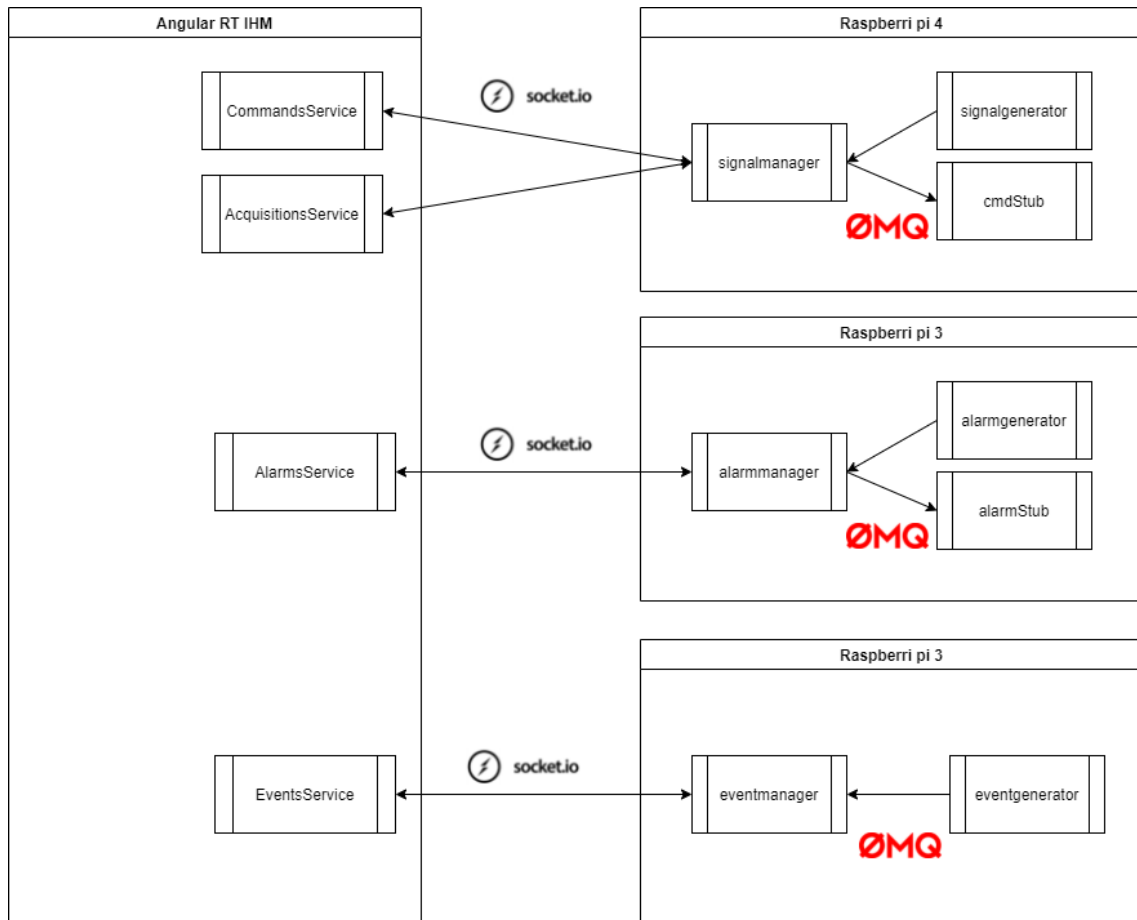 Angular RT IHM
Raspberri pi 4
CommandsService
socket.io
signalgenerator
signalmanager
AcquisitionsService
cmdStub
ØMQ
Raspberri pi 3
alarmgenerator
socket.io
AlarmsService
alarmmanager
alarmStub
ØMQ
Raspberri pi 3
socket.io
EventsService
eventmanager
eventgenerator
ØMQ